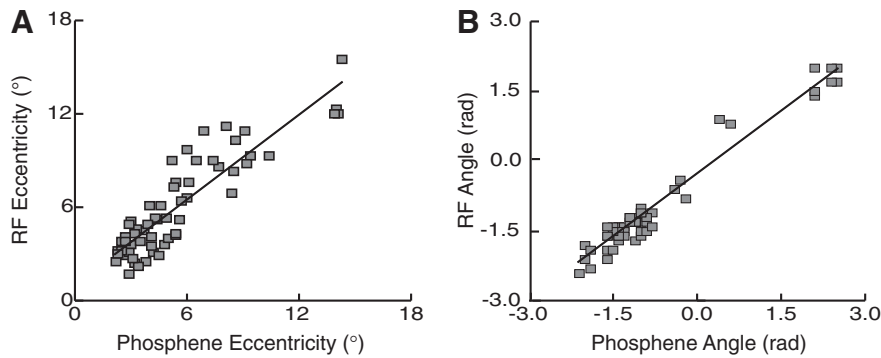 A
18
12
6
0
RF Eccentricity (°)
0 6 12 18
Phosphene Eccentricity (°)
B
3.0
1.5
0.0
-1.5
-3.0
RF Angle (rad)
-3.0 -1.5 0.0 1.5 3.0
Phosphene Angle (rad)